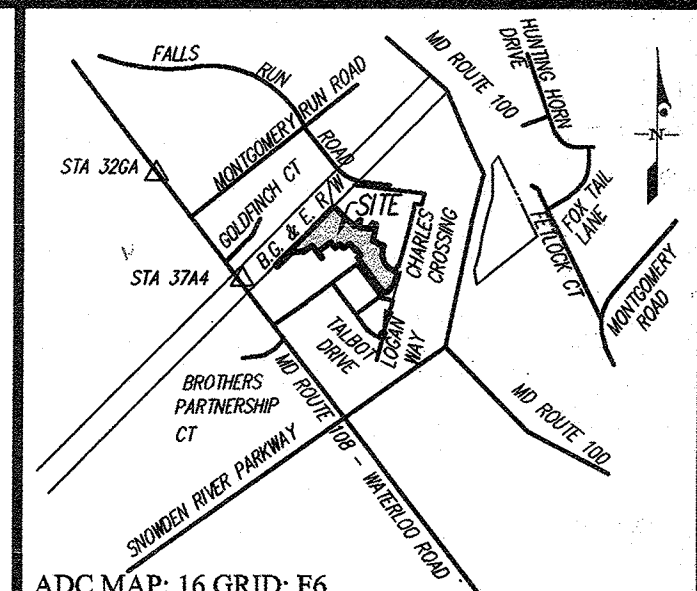 FALLS
RUN
ROAD
MD ROUTE 100
HUNTING HORN
DRIVE
N
STA 32GA
MONTGOMERY RUN ROAD
GOLDFINCH CT
B.G. & E. R/W
SITE
CHARLES
CROSSING
FOX TAIL
LANE
FETLOCK CT
MONTGOMERY
ROAD
STA 37A4
TALBOT
DRIVE
LOGAN
WAY
BROTHERS
PARTNERSHIP
CT
MD ROUTE 108 - WATERLOO ROAD
MD ROUTE 100
SNOWDEN RIVER PARKWAY
ADC MAP: 16 GRID: F6